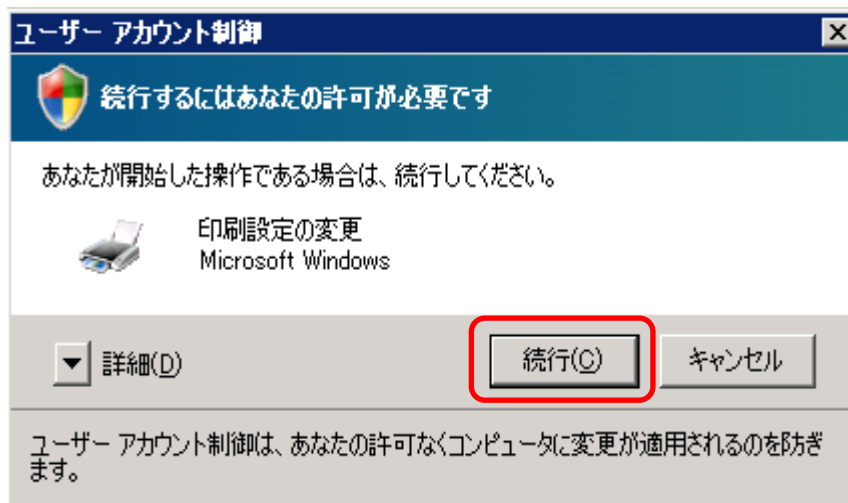 ユーザー アカウント制御
続行するにはあなたの許可が必要です
あなたが開始した操作である場合は、続行してください。
印刷設定の変更
Microsoft Windows
詳細(D)
続行(C)
キャンセル
ユーザー アカウント制御は、あなたの許可なくコンピュータに変更が適用されるのを防ぎ
ます。